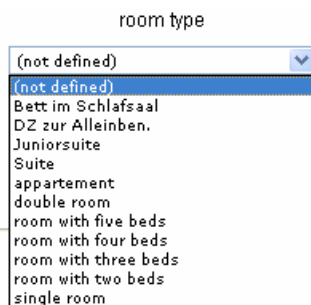 room type
(not defined)
(not defined)
Bett im Schlafsaal
DZ zur Alleinben.
Juniorsuite
Suite
appartement
double room
room with five beds
room with four beds
room with three beds
room with two beds
single room